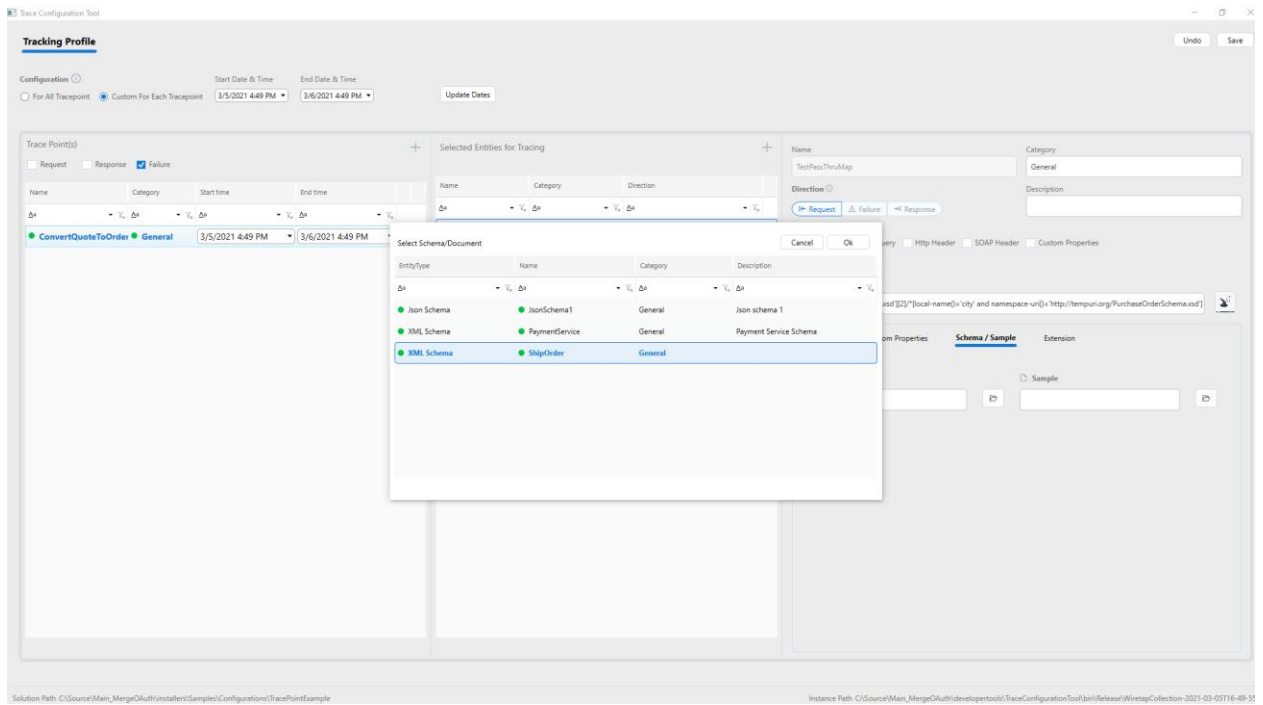 Trace Configuration Tool
Tracking Profile
Undo Save
Configuration
Start Date & Time End Date & Time
For All Tracepoint Custom For Each Tracepoint 3/5/2021 4:49 PM 3/6/2021 4:49 PM Update Dates
Trace Point(s)
Request Response Failure
Name Category Start time End time
ConvertQuoteToOrder General 3/5/2021 4:49 PM 3/6/2021 4:49 PM
Selected Entities for Tracing
Name Category Direction
Name Category
TestPassThruMap General
Direction Description
Request Failure Response
Http Header SOAP Header Custom Properties
.xsd'][2]/*[local-name()='city' and namespace-uri()='http://tempuri.org/PurchaseOrderSchema.xsd']
om Properties Schema / Sample Extension
Sample
Select Schema/Document Cancel Ok
EntityType Name Category Description
Json Schema JsonSchema1 General Json schema 1
XML Schema PaymentService General Payment Service Schema
XML Schema ShipOrder General
Solution Path C:\Source\Main_MergeOAuth\installers\Samples\Configurations\TracePointExample
Instance Path: C:\Source\Main_MergeOAuth\developertools\TraceConfigurationTool\bin\Release\WiretapCollection-2021-03-05T16-49-55